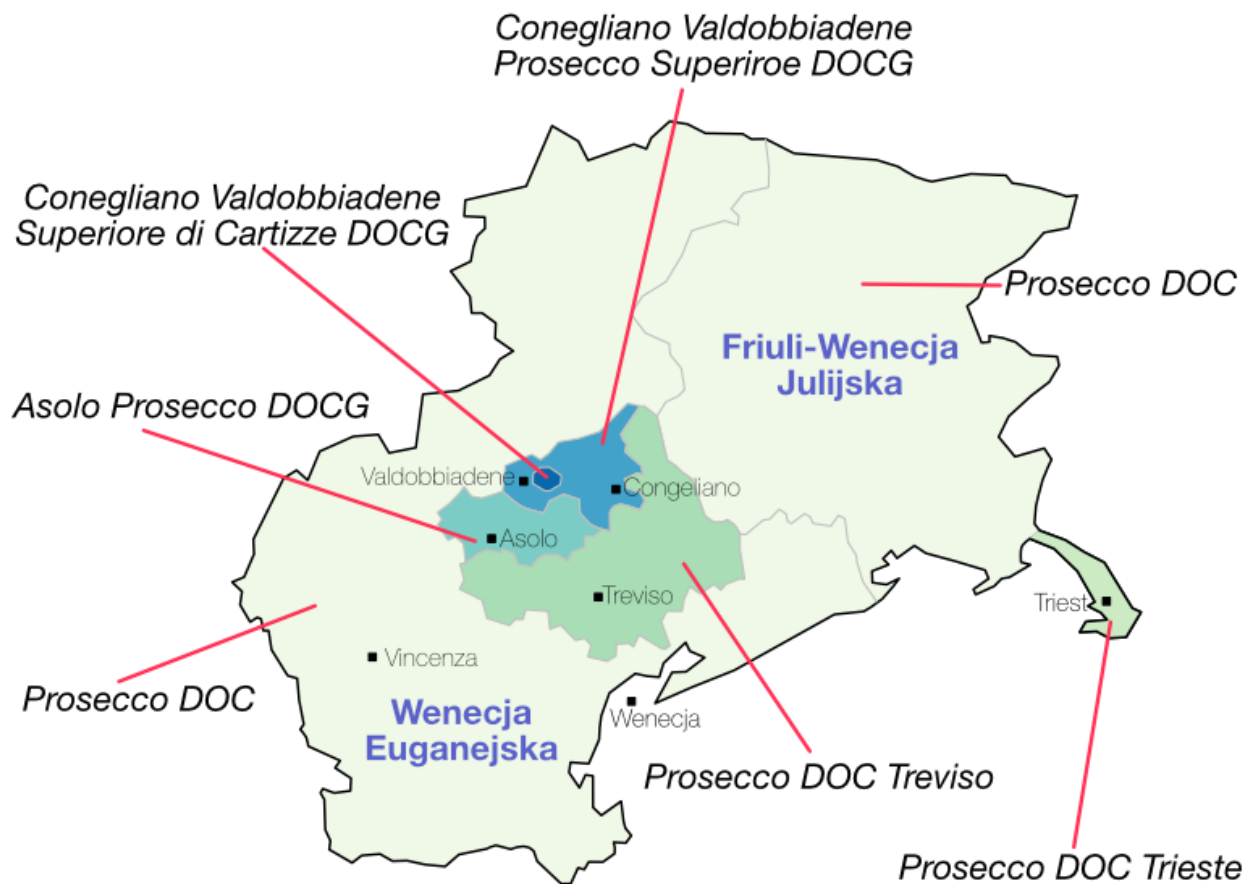 Conegliano Valdobbiadene
Prosecco Superiroe DOCG
Conegliano Valdobbiadene
Superiore di Cartizze DOCG
Prosecco DOC
Friuli-Wenecja
Julijska
Asolo Prosecco DOCG
Valdobbiadene
Congeliano
Asolo
Treviso
Triest
Vincenza
Prosecco DOC
Wenecja
Euganejska
Wenecja
Prosecco DOC Treviso
Prosecco DOC Trieste